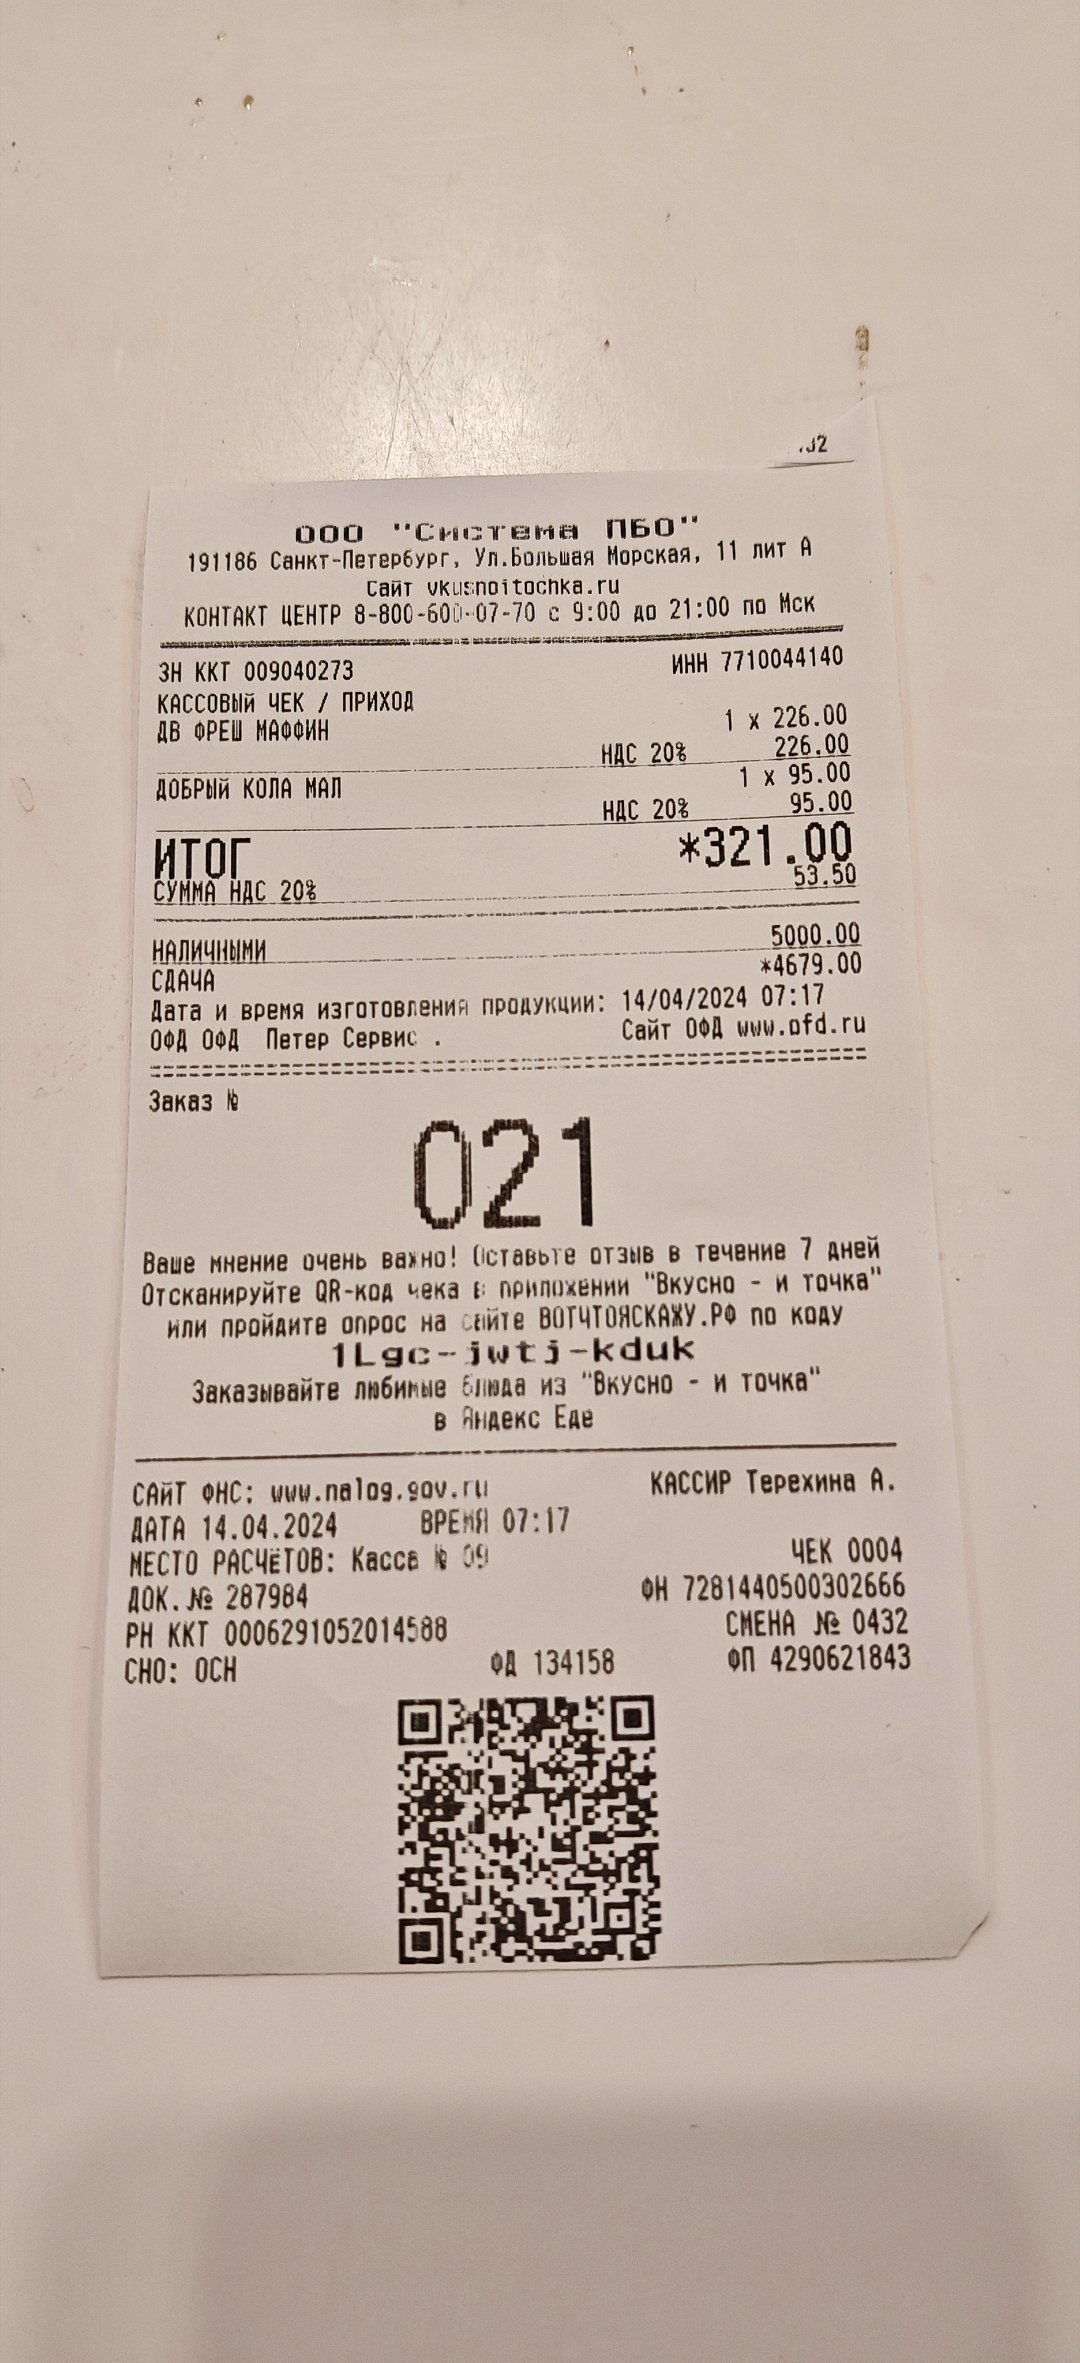 ООО "Система ПБО"
191186 Санкт-Петербург, Ул.Большая Морская, 11 лит А
Сайт vkusnoitochka.ru
КОНТАКТ ЦЕНТР 8-800-600-07-70 с 9:00 до 21:00 по Мск
ЗН ККТ 009040273 ИНН 7710044140
КАССОВЫЙ ЧЕК / ПРИХОД
ДВ ФРЕШ МАФФИН 1 x 226.00
НДС 20% 226.00
ДОБРЫЙ КОЛА МАЛ 1 x 95.00
НДС 20% 95.00
ИТОГ *321.00
СУММА НДС 20% 53.50
НАЛИЧНЫМИ 5000.00
СДАЧА *4679.00
Дата и время изготовления продукции: 14/04/2024 07:17
ОФД ОФД Петер Сервис . Сайт ОФД www.ofd.ru
Заказ №
021
Ваше мнение очень важно! Оставьте отзыв в течение 7 дней
Отсканируйте QR-код чека в приложении "Вкусно - и точка"
или пройдите опрос на сайте ВОТЧТОЯСКАЖУ.РФ по коду
1Lgc-jwtj-kduk
Заказывайте любимые блюда из "Вкусно - и точка"
в Яндекс Еде
САЙТ ФНС: www.nalog.gov.ru КАССИР Терехина А.
ДАТА 14.04.2024 ВРЕМЯ 07:17
МЕСТО РАСЧЁТОВ: Касса № 09 ЧЕК 0004
ДОК.№ 287984 ФН 7281440500302666
РН ККТ 0006291052014588 СМЕНА № 0432
СНО: ОСН ФД 134158 ФП 4290621843